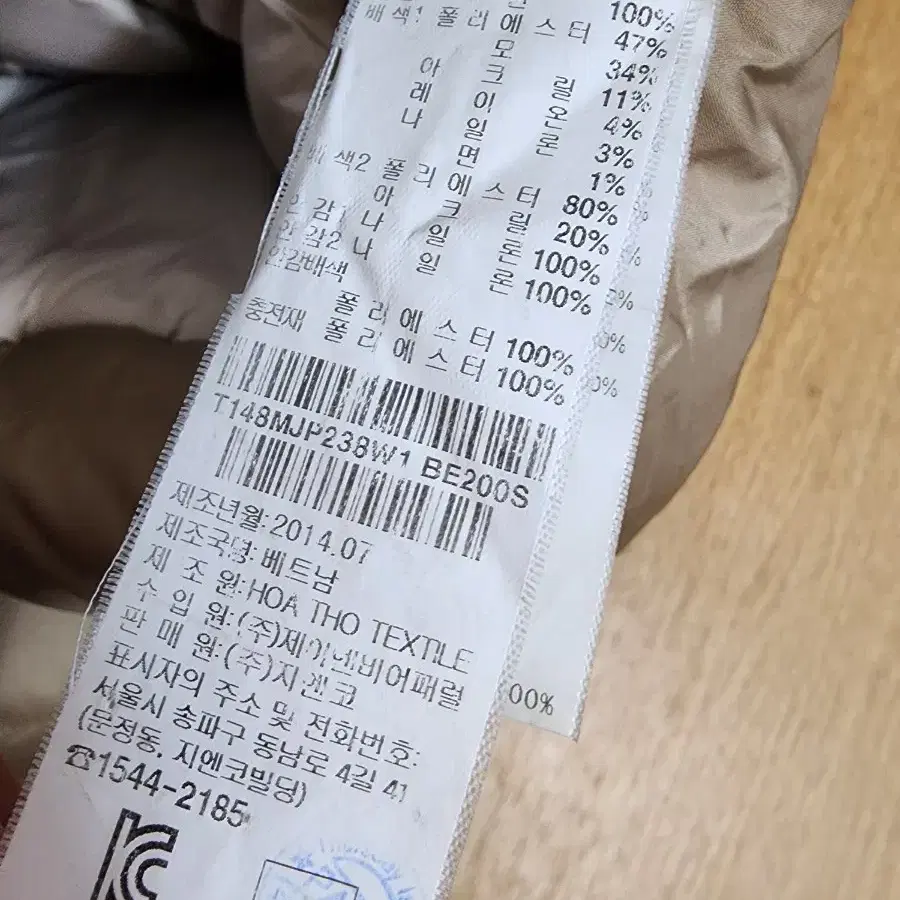 100%
배색1 폴리에스터 47%
모 34%
아크릴 11%
레이온 4%
나일론 3%
면 1%
배색2 폴리에스터 80%
아크릴 20%
안감1 나일론 100%
안감2 나일론 100%
안감배색
폴리에스터 100%
충전재 폴리에스터 100%
T148MJP238W1 BE200S
제조년월:2014.07
제조국명:베트남
제 조 원:HOA THO TEXTILE
수 입 원:(주)제이앤비어패럴
판 매 원:(주)지엔코
표시자의 주소 및 전화번호:
서울시 송파구 동남로 4길 41
(문정동, 지엔코빌딩)
☎1544-2185
00%